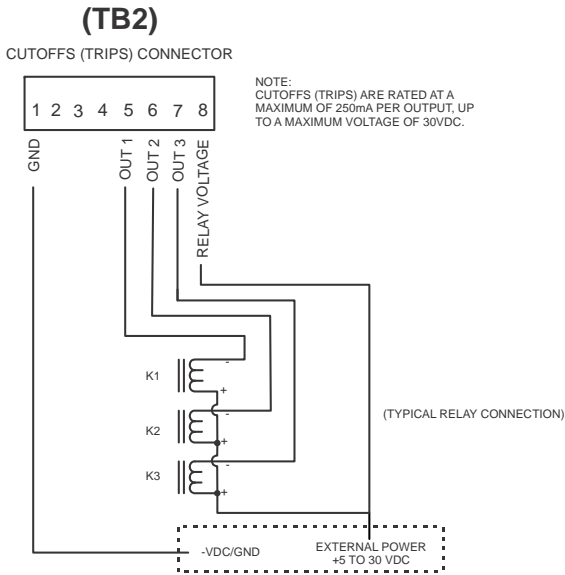 (TB2)
CUTOFFS (TRIPS) CONNECTOR
NOTE:
CUTOFFS (TRIPS) ARE RATED AT A
MAXIMUM OF 250mA PER OUTPUT, UP
TO A MAXIMUM VOLTAGE OF 30VDC.
1 2 3 4 5 6 7 8
GND
OUT 1
OUT 2
OUT 3
RELAY VOLTAGE
-
K1
+
-
K2
+
(TYPICAL RELAY CONNECTION)
-
K3
+
-VDC/GND
EXTERNAL POWER
+5 TO 30 VDC